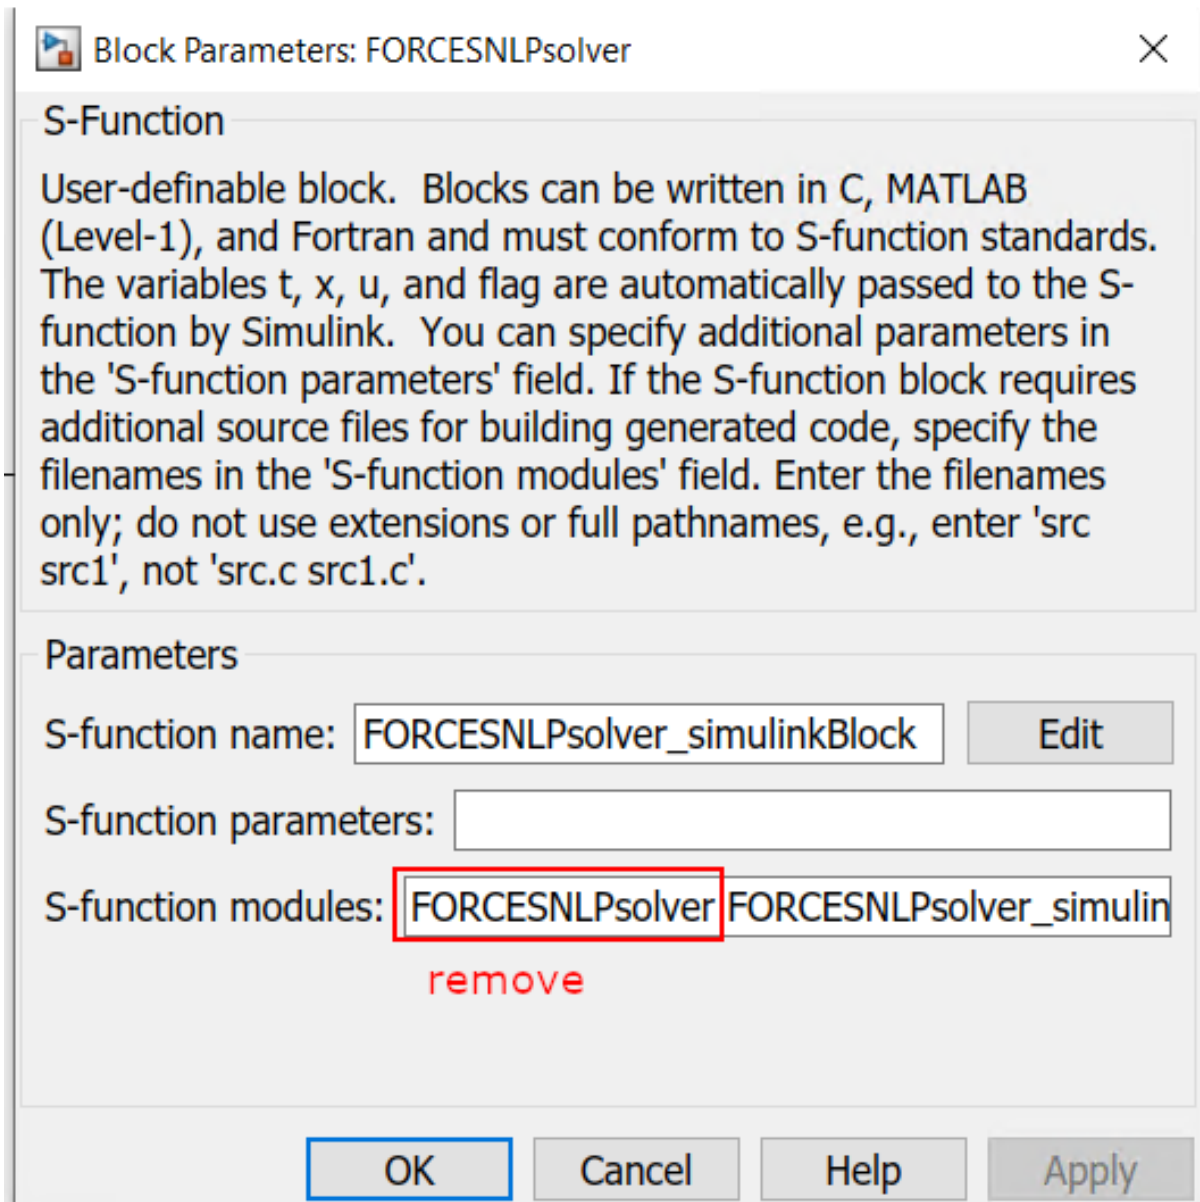 Block Parameters: FORCESNLPsolver
S-Function
User-definable block.  Blocks can be written in C, MATLAB
(Level-1), and Fortran and must conform to S-function standards.
The variables t, x, u, and flag are automatically passed to the S-
function by Simulink.  You can specify additional parameters in
the 'S-function parameters' field. If the S-function block requires
additional source files for building generated code, specify the
filenames in the 'S-function modules' field. Enter the filenames
only; do not use extensions or full pathnames, e.g., enter 'src
src1', not 'src.c src1.c'.
Parameters
S-function name: FORCESNLPsolver_simulinkBlock Edit
S-function parameters:
S-function modules: FORCESNLPsolver FORCESNLPsolver_simulin
remove
OK Cancel Help Apply